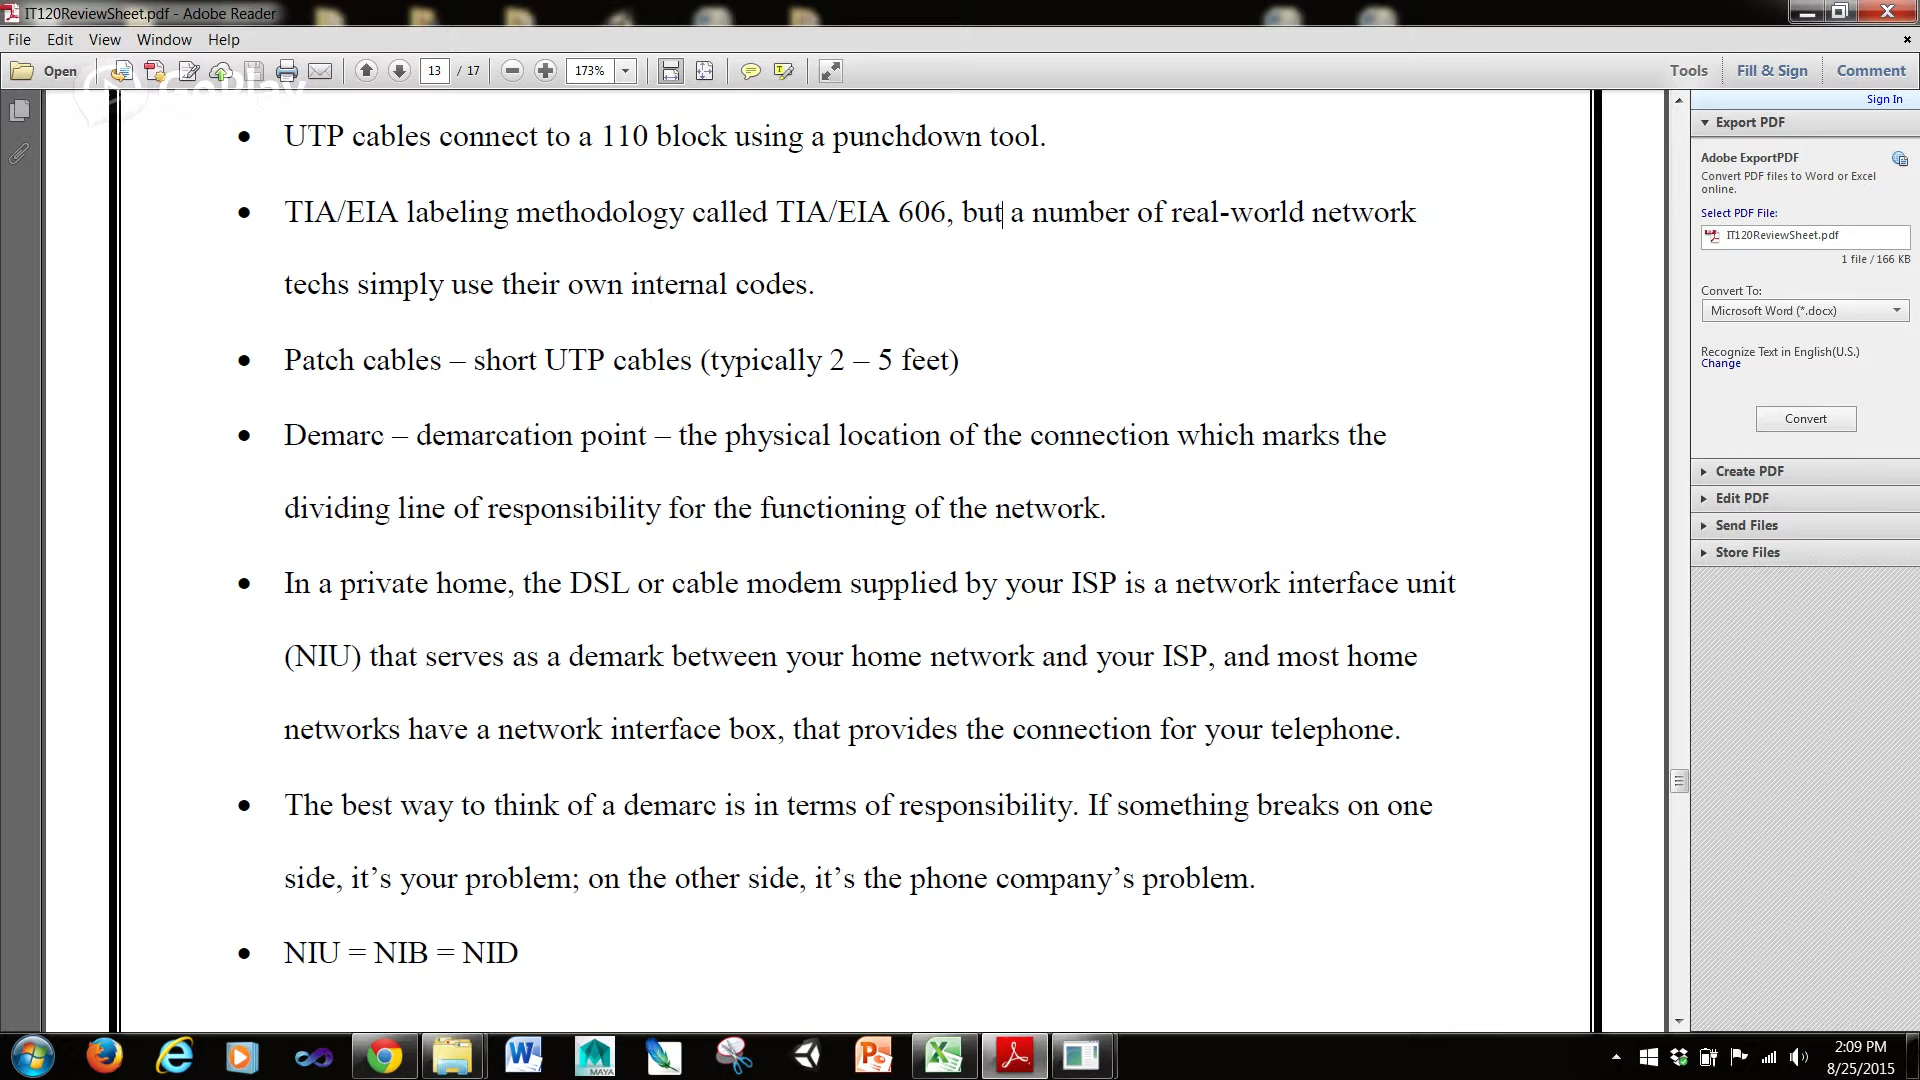 IT120ReviewSheet.pdf - Adobe Reader
File Edit View Window Help
Open 13 / 17 173% Tools Fill & Sign Comment
GoPlay
Sign In
Export PDF
Adobe ExportPDF
Convert PDF files to Word or Excel
online.
Select PDF File:
IT120ReviewSheet.pdf
1 file / 166 KB
Convert To:
Microsoft Word (*.docx)
Recognize Text in English(U.S.)
Change
Convert
Create PDF
Edit PDF
Send Files
Store Files
• UTP cables connect to a 110 block using a punchdown tool.
• TIA/EIA labeling methodology called TIA/EIA 606, but a number of real-world network
techs simply use their own internal codes.
• Patch cables – short UTP cables (typically 2 – 5 feet)
• Demarc – demarcation point – the physical location of the connection which marks the
dividing line of responsibility for the functioning of the network.
• In a private home, the DSL or cable modem supplied by your ISP is a network interface unit
(NIU) that serves as a demark between your home network and your ISP, and most home
networks have a network interface box, that provides the connection for your telephone.
• The best way to think of a demarc is in terms of responsibility. If something breaks on one
side, it’s your problem; on the other side, it’s the phone company’s problem.
• NIU = NIB = NID
MAYA
2:09 PM
8/25/2015